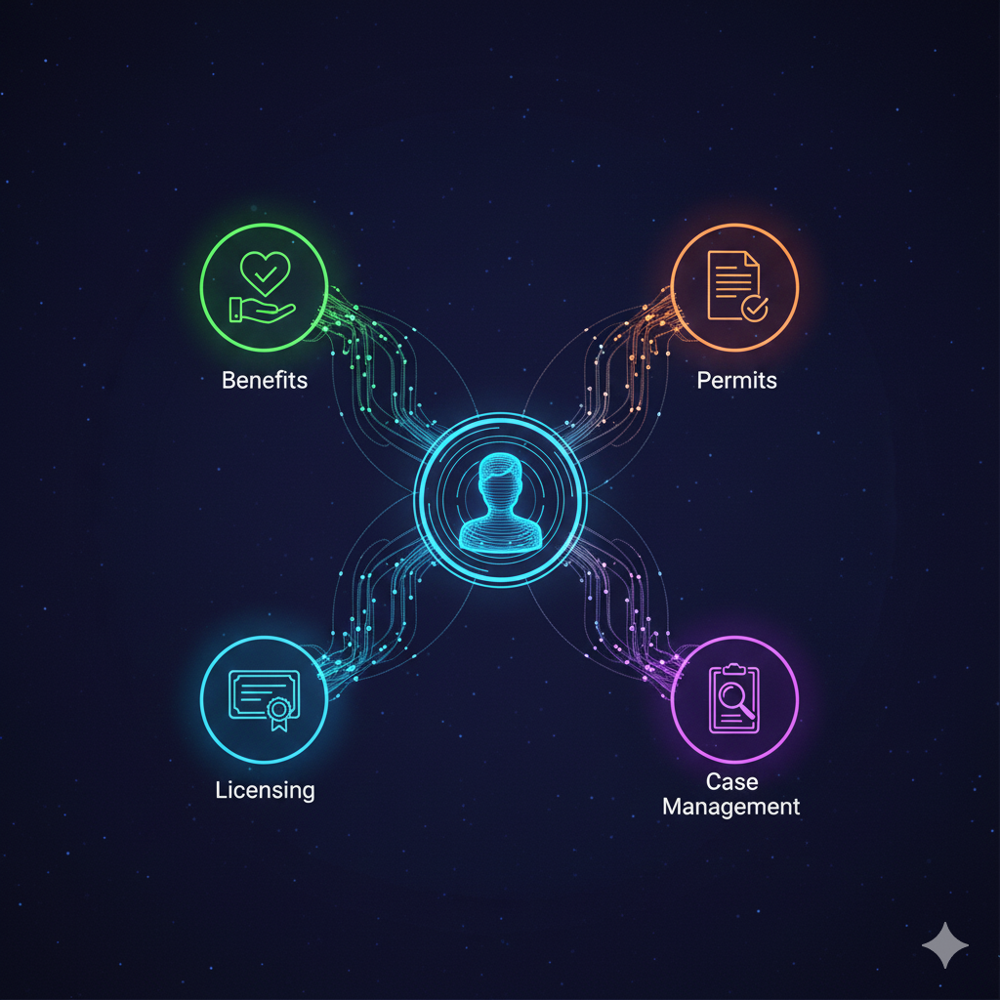 Benefits
Permits
Licensing
Case
Management